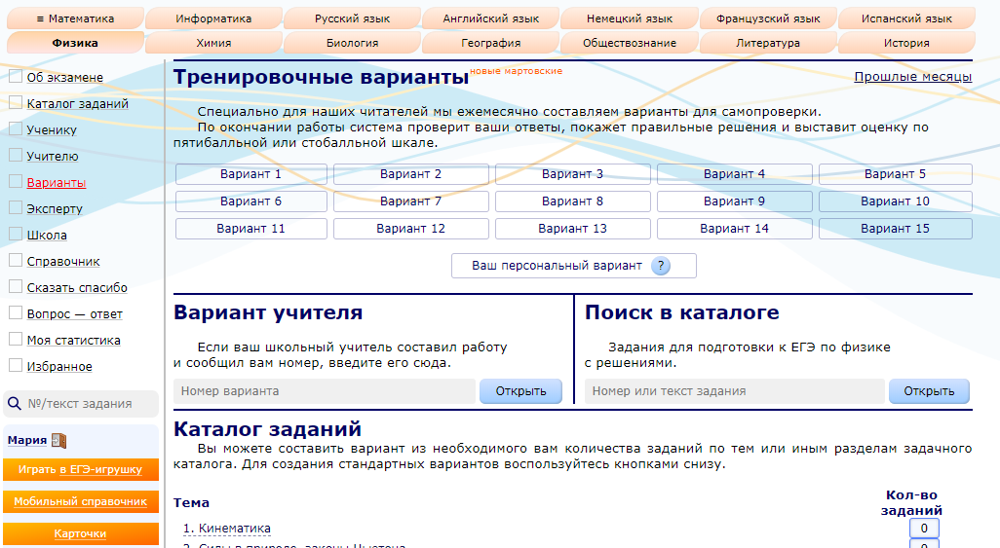 ≡ Математика
Информатика
Русский язык
Английский язык
Немецкий язык
Французский язык
Испанский язык
Физика
Химия
Биология
География
Обществознание
Литература
История
Об экзамене
Каталог заданий
Ученику
Учителю
Варианты
Эксперту
Школа
Справочник
Сказать спасибо
Вопрос — ответ
Моя статистика
Избранное
№/текст задания
Мария
Играть в ЕГЭ-игрушку
Мобильный справочник
Карточки
Тренировочные варианты новые мартовские
Прошлые месяцы
Специально для наших читателей мы ежемесячно составляем варианты для самопроверки.
По окончании работы система проверит ваши ответы, покажет правильные решения и выставит оценку по
пятибалльной или стобалльной шкале.
Вариант 1
Вариант 2
Вариант 3
Вариант 4
Вариант 5
Вариант 6
Вариант 7
Вариант 8
Вариант 9
Вариант 10
Вариант 11
Вариант 12
Вариант 13
Вариант 14
Вариант 15
Ваш персональный вариант ?
Вариант учителя
Если ваш школьный учитель составил работу
и сообщил вам номер, введите его сюда.
Номер варианта
Открыть
Поиск в каталоге
Задания для подготовки к ЕГЭ по физике
с решениями.
Номер или текст задания
Открыть
Каталог заданий
Вы можете составить вариант из необходимого вам количества заданий по тем или иным разделам задачного
каталога. Для создания стандартных вариантов воспользуйтесь кнопками снизу.
Тема
Кол-во
заданий
1. Кинематика
0
2. Силы в природе, законы Ньютона
0